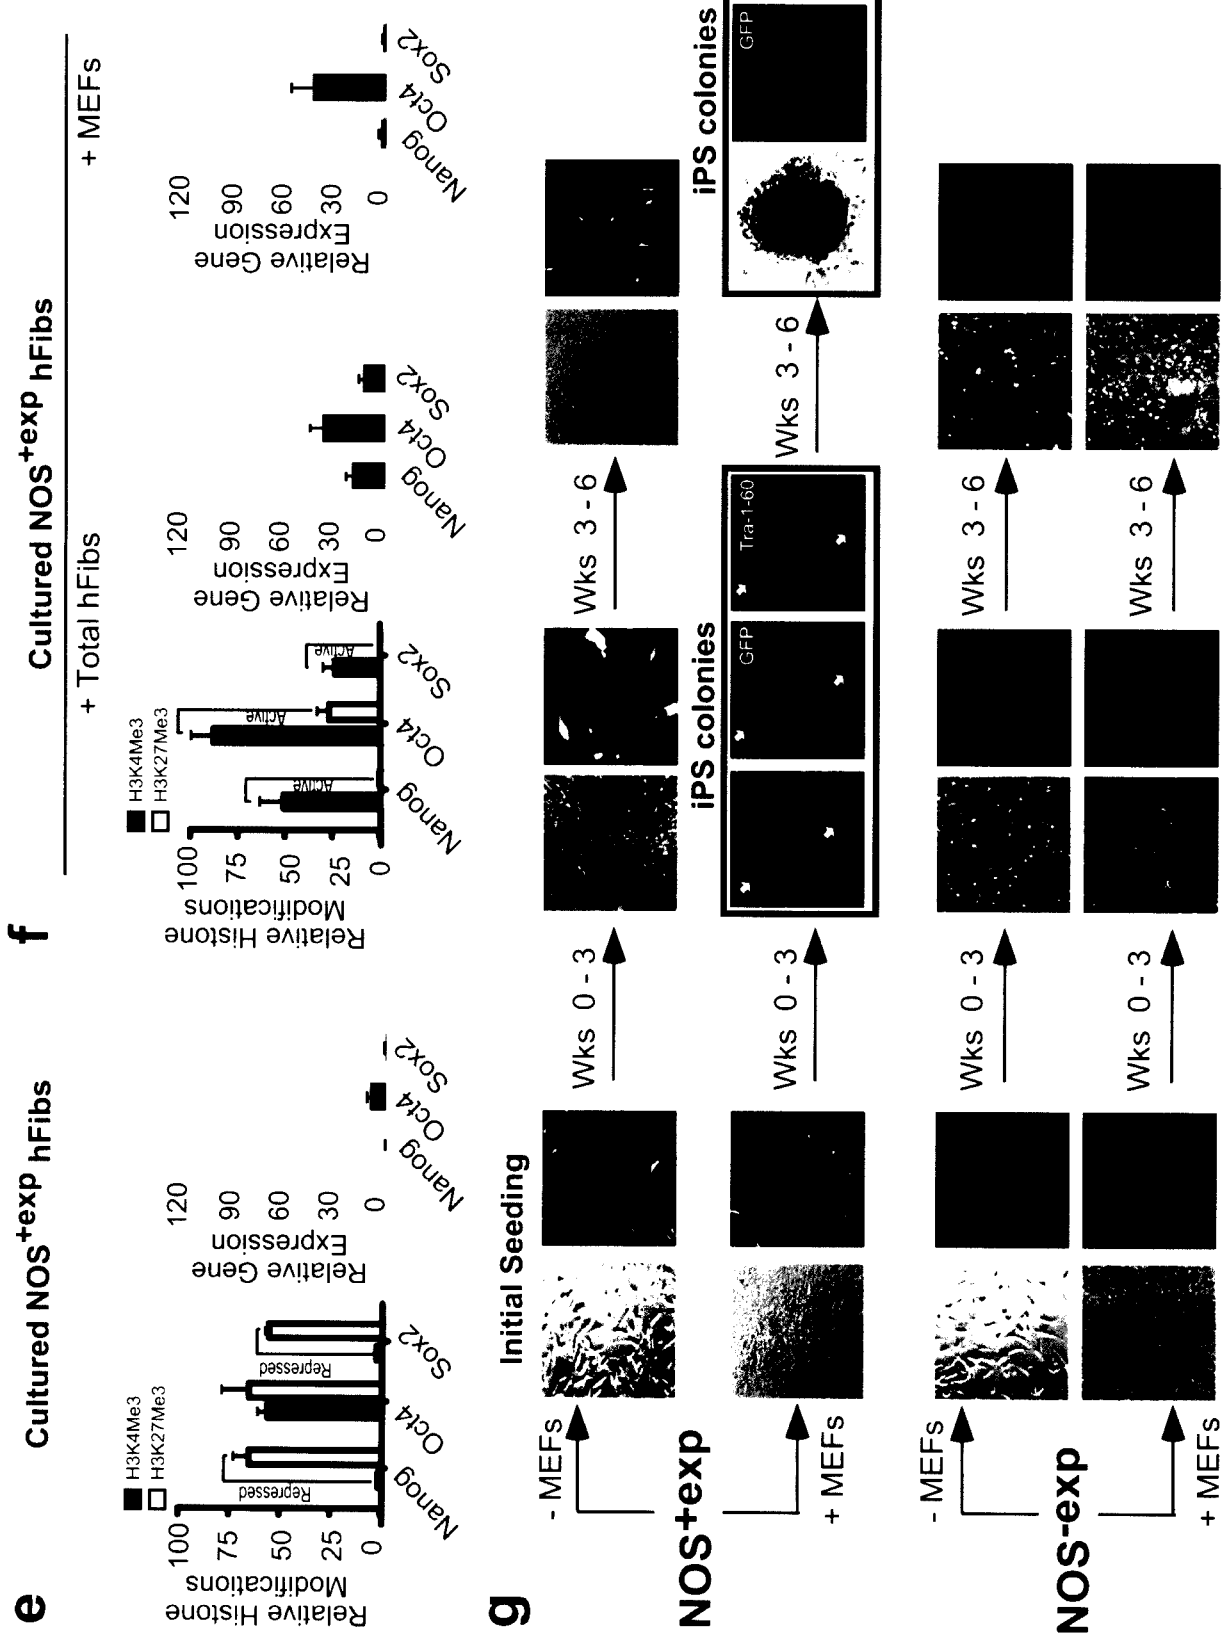 e
Cultured NOS+exp hFibs
H3K4Me3
H3K27Me3
Relative Histone
Modifications
100
75
50
25
0
Repressed
Repressed
Nanog
Oct4
Sox2
Relative Gene
Expression
120
90
60
30
0
Nanog
Oct4
Sox2
f
Cultured NOS+exp hFibs
+ Total hFibs
+ MEFs
H3K4Me3
H3K27Me3
Relative Histone
Modifications
100
75
50
25
0
Active
Active
Active
Nanog
Oct4
Sox2
Relative Gene
Expression
120
90
60
30
0
Nanog
Oct4
Sox2
Relative Gene
Expression
120
90
60
30
0
Nanog
Oct4
Sox2
g
Initial Seeding
NOS+exp
- MEFs
Wks 0 - 3
Wks 3 - 6
+ MEFs
Wks 0 - 3
iPS colonies
GFP
Tra-1-60
Wks 3 - 6
iPS colonies
GFP
NOS-exp
- MEFs
Wks 0 - 3
Wks 3 - 6
+ MEFs
Wks 0 - 3
Wks 3 - 6